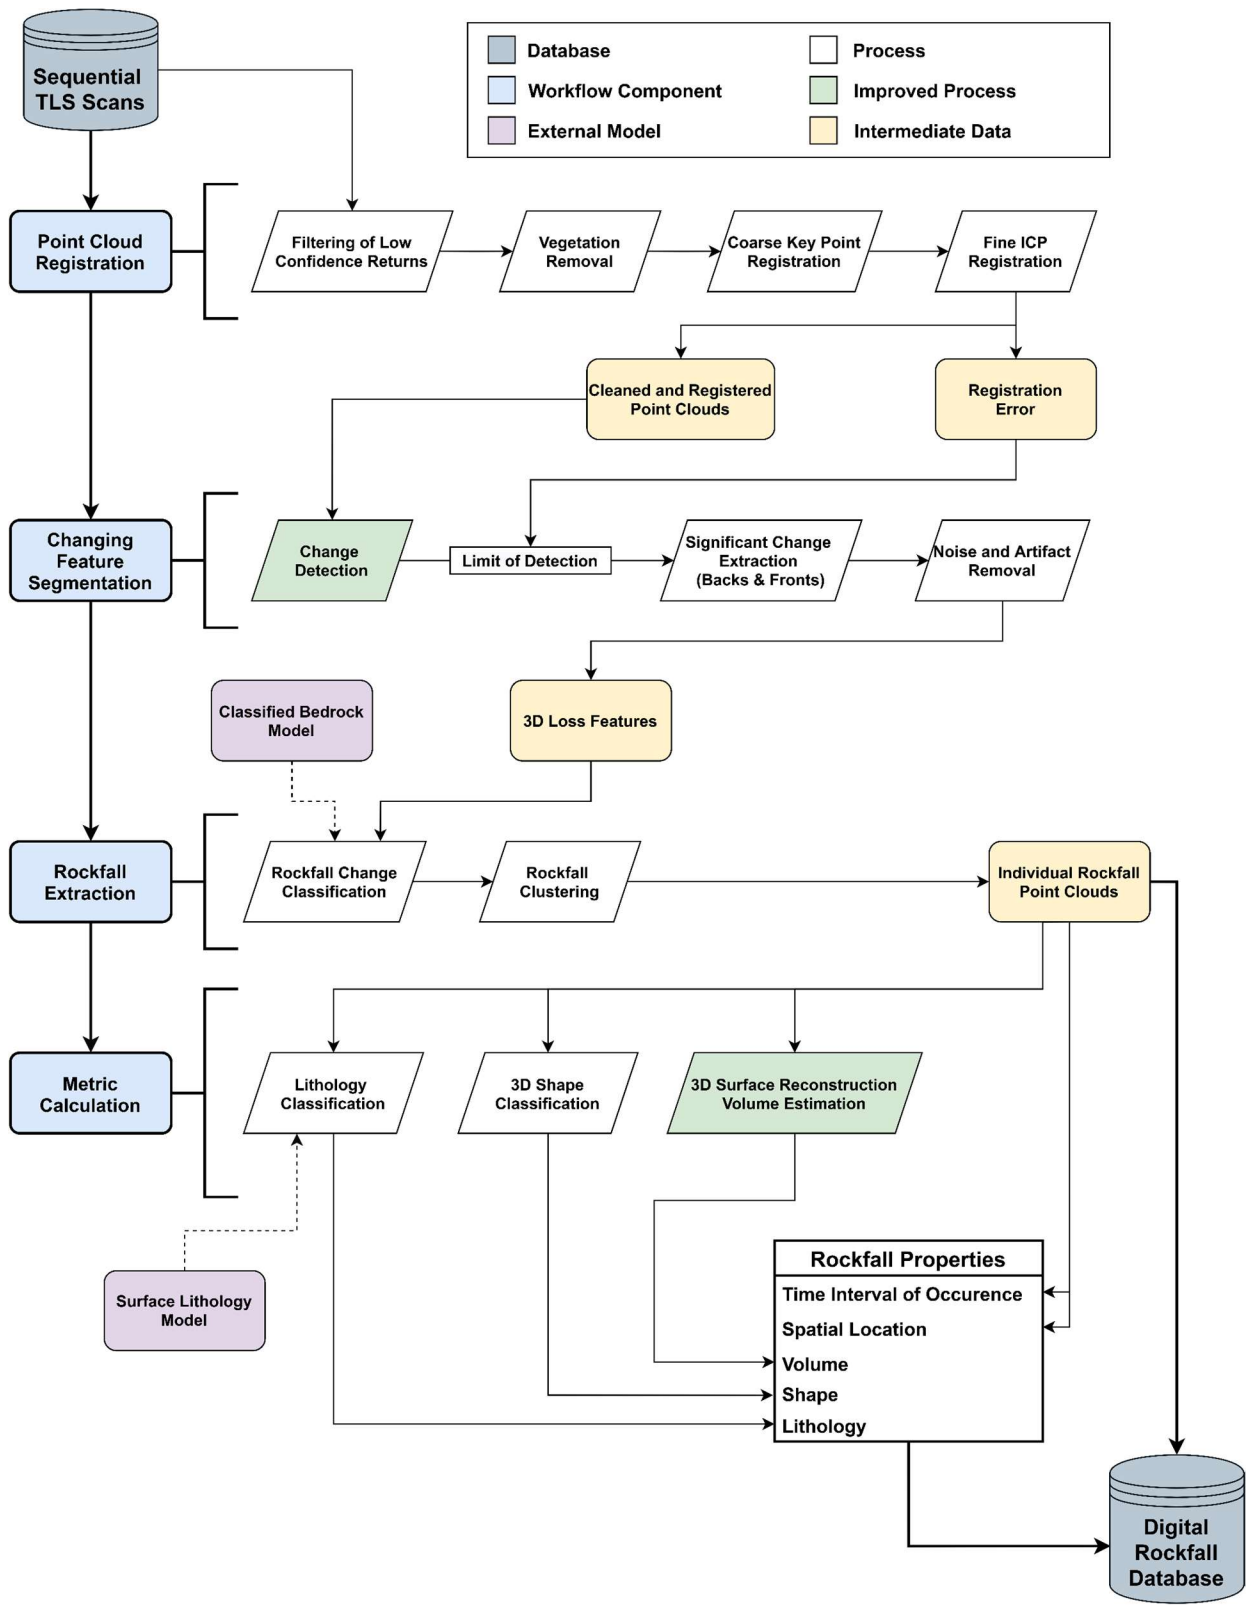 Sequential
TLS Scans
Database
Process
Workflow Component
Improved Process
External Model
Intermediate Data
Point Cloud
Registration
Filtering of Low
Confidence Returns
Vegetation
Removal
Coarse Key Point
Registration
Fine ICP
Registration
Cleaned and Registered
Point Clouds
Registration
Error
Changing
Feature
Segmentation
Change
Detection
Limit of Detection
Significant Change
Extraction
(Backs & Fronts)
Noise and Artifact
Removal
Classified Bedrock
Model
3D Loss Features
Rockfall
Extraction
Rockfall Change
Classification
Rockfall
Clustering
Individual Rockfall
Point Clouds
Metric
Calculation
Lithology
Classification
3D Shape
Classification
3D Surface Reconstruction
Volume Estimation
Surface Lithology
Model
Rockfall Properties
Time Interval of Occurence
Spatial Location
Volume
Shape
Lithology
Digital
Rockfall
Database